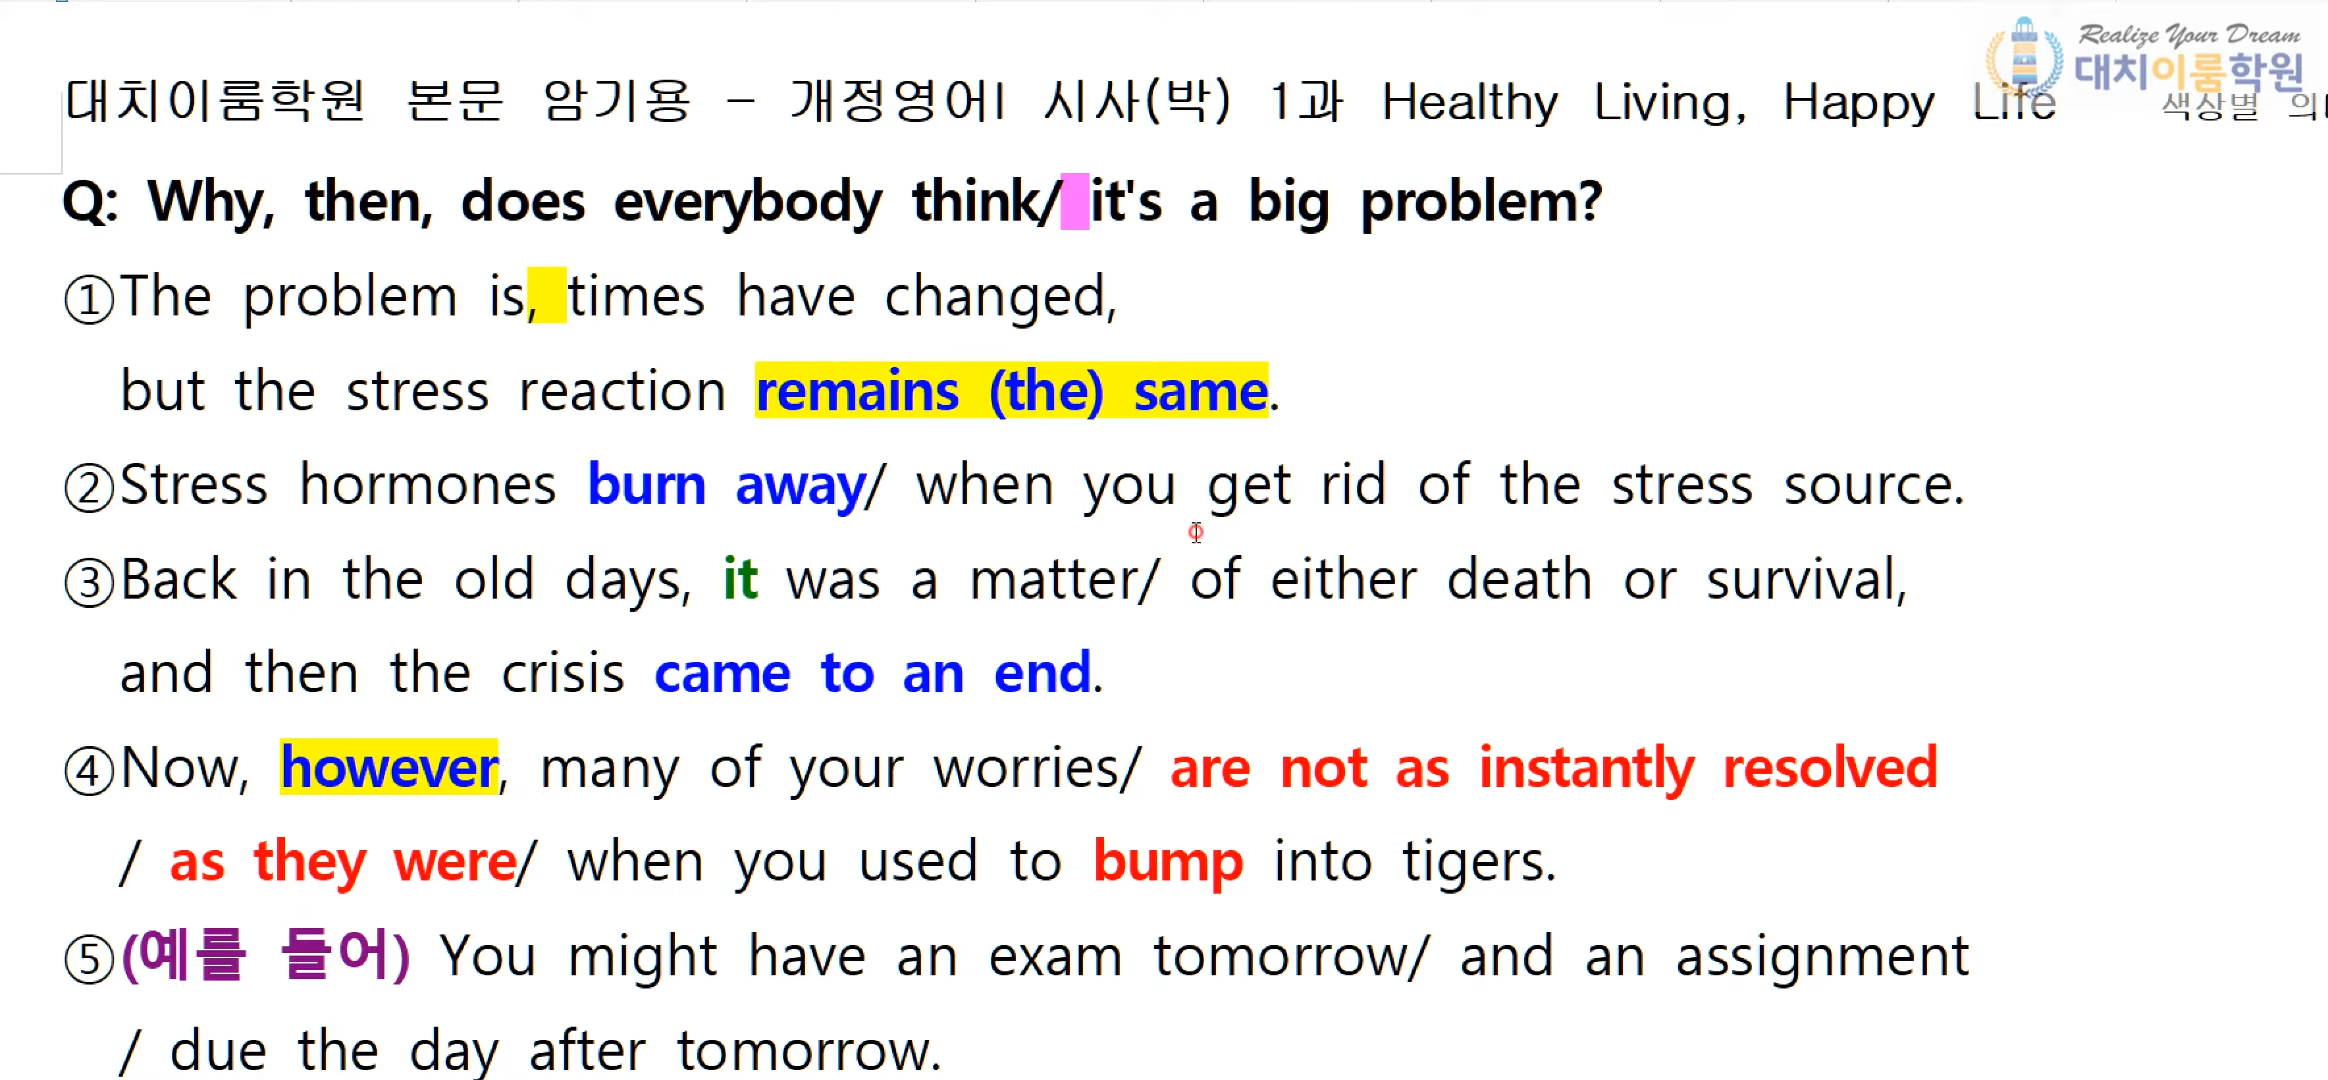 Realize Your Dream
대치이룸학원
대치이룸학원 본문 암기용 - 개정영어I 시사(박) 1과 Healthy Living, Happy Life 색상별
Q: Why, then, does everybody think/ it's a big problem?
①The problem is, times have changed,
but the stress reaction remains (the) same.
②Stress hormones burn away/ when you get rid of the stress source.
③Back in the old days, it was a matter/ of either death or survival,
and then the crisis came to an end.
④Now, however, many of your worries/ are not as instantly resolved
/ as they were/ when you used to bump into tigers.
⑤(예를 들어) You might have an exam tomorrow/ and an assignment
/ due the day after tomorrow.